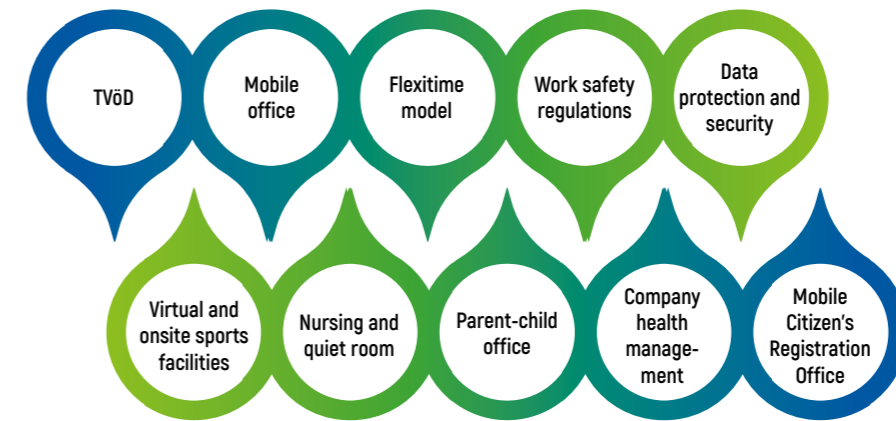 TVöD
Mobile
office
Flexitime
model
Work safety
regulations
Data
protection and
security
Virtual and
onsite sports
facilities
Nursing and
quiet room
Parent-child
office
Company
health
manage-
ment
Mobile
Citizen's
Registration
Office